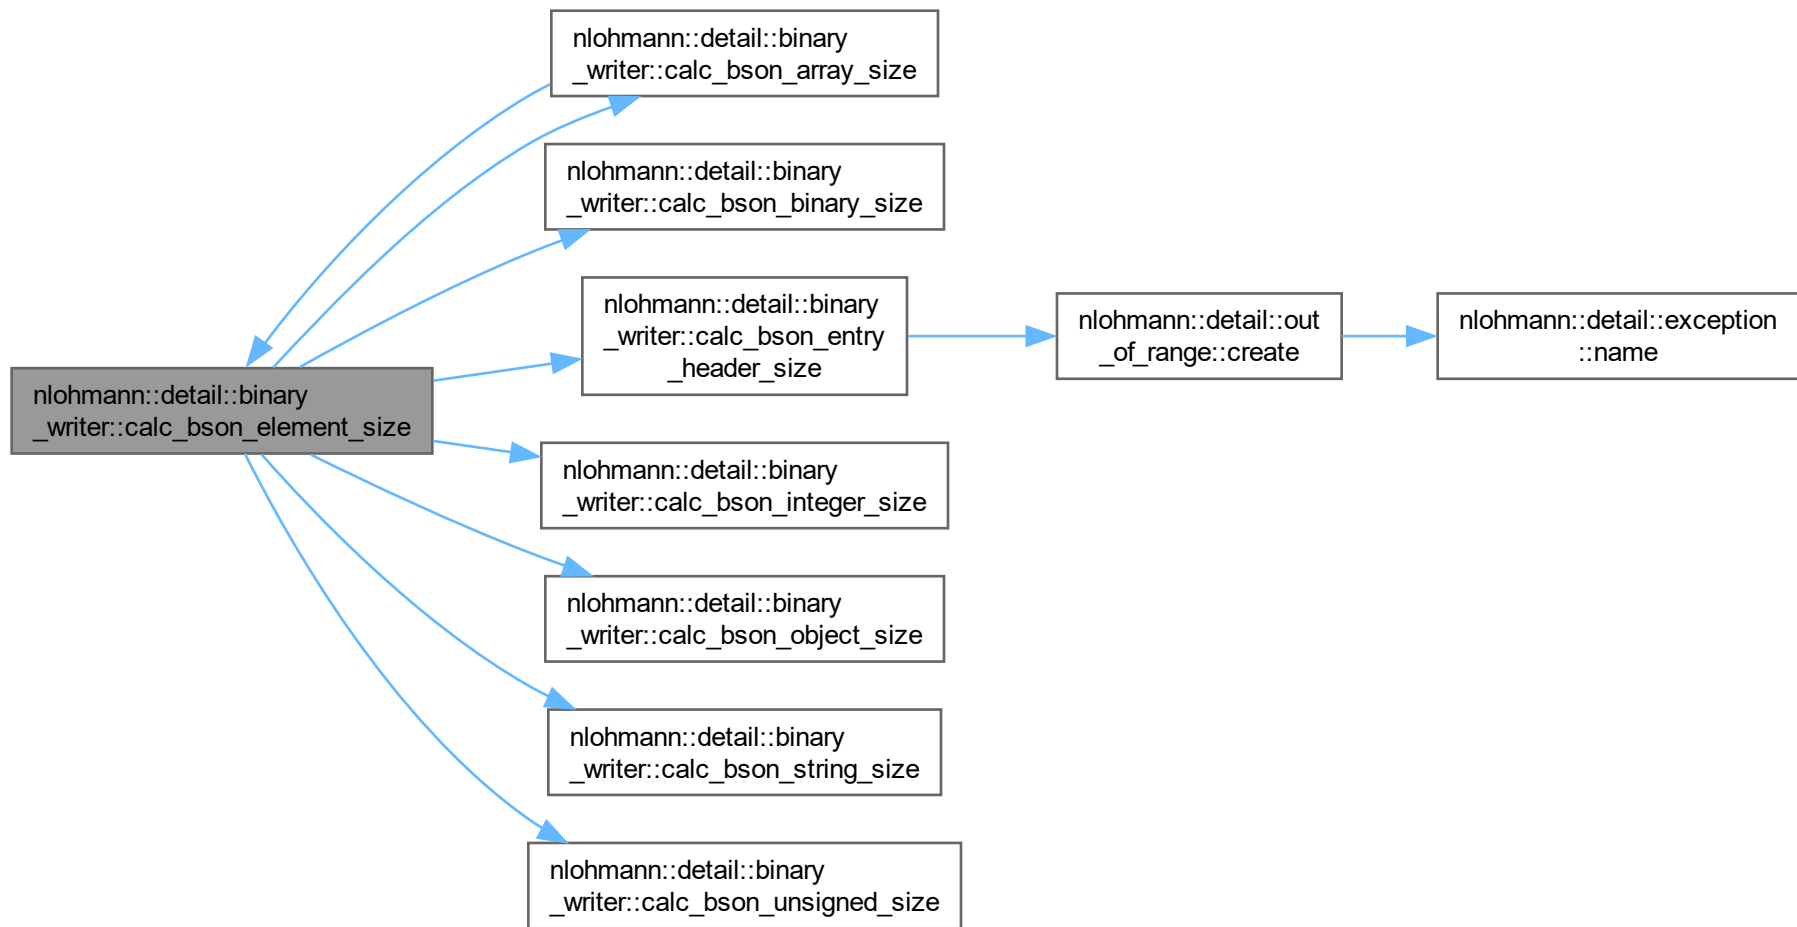 nlohmann::detail::binary
_writer::calc_bson_array_size
nlohmann::detail::binary
_writer::calc_bson_binary_size
nlohmann::detail::binary
_writer::calc_bson_entry
_header_size
nlohmann::detail::out
_of_range::create
nlohmann::detail::exception
::name
nlohmann::detail::binary
_writer::calc_bson_element_size
nlohmann::detail::binary
_writer::calc_bson_integer_size
nlohmann::detail::binary
_writer::calc_bson_object_size
nlohmann::detail::binary
_writer::calc_bson_string_size
nlohmann::detail::binary
_writer::calc_bson_unsigned_size